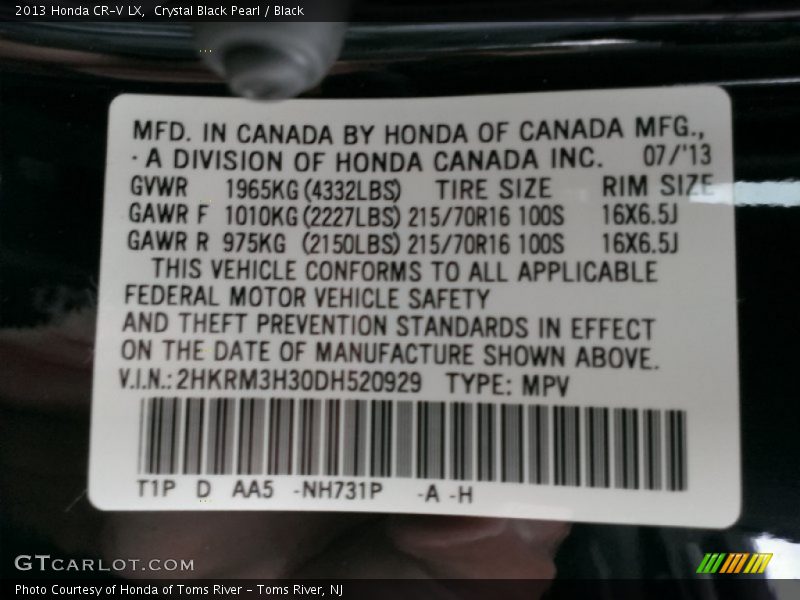 2013 Honda CR-V LX,  Crystal Black Pearl / Black
MFD. IN CANADA BY HONDA OF CANADA MFG.,
· A DIVISION OF HONDA CANADA INC. 07/'13
GVWR 1965KG (4332LBS) TIRE SIZE RIM SIZE
GAWR F 1010KG (2227LBS) 215/70R16 100S 16X6.5J
GAWR R 975KG (2150LBS) 215/70R16 100S 16X6.5J
THIS VEHICLE CONFORMS TO ALL APPLICABLE
FEDERAL MOTOR VEHICLE SAFETY
AND THEFT PREVENTION STANDARDS IN EFFECT
ON THE DATE OF MANUFACTURE SHOWN ABOVE.
V.I.N.: 2HKRM3H30DH520929 TYPE: MPV
T1P D AA5 -NH731P -A -H
GTCARLOT.COM
Photo Courtesy of Honda of Toms River - Toms River, NJ